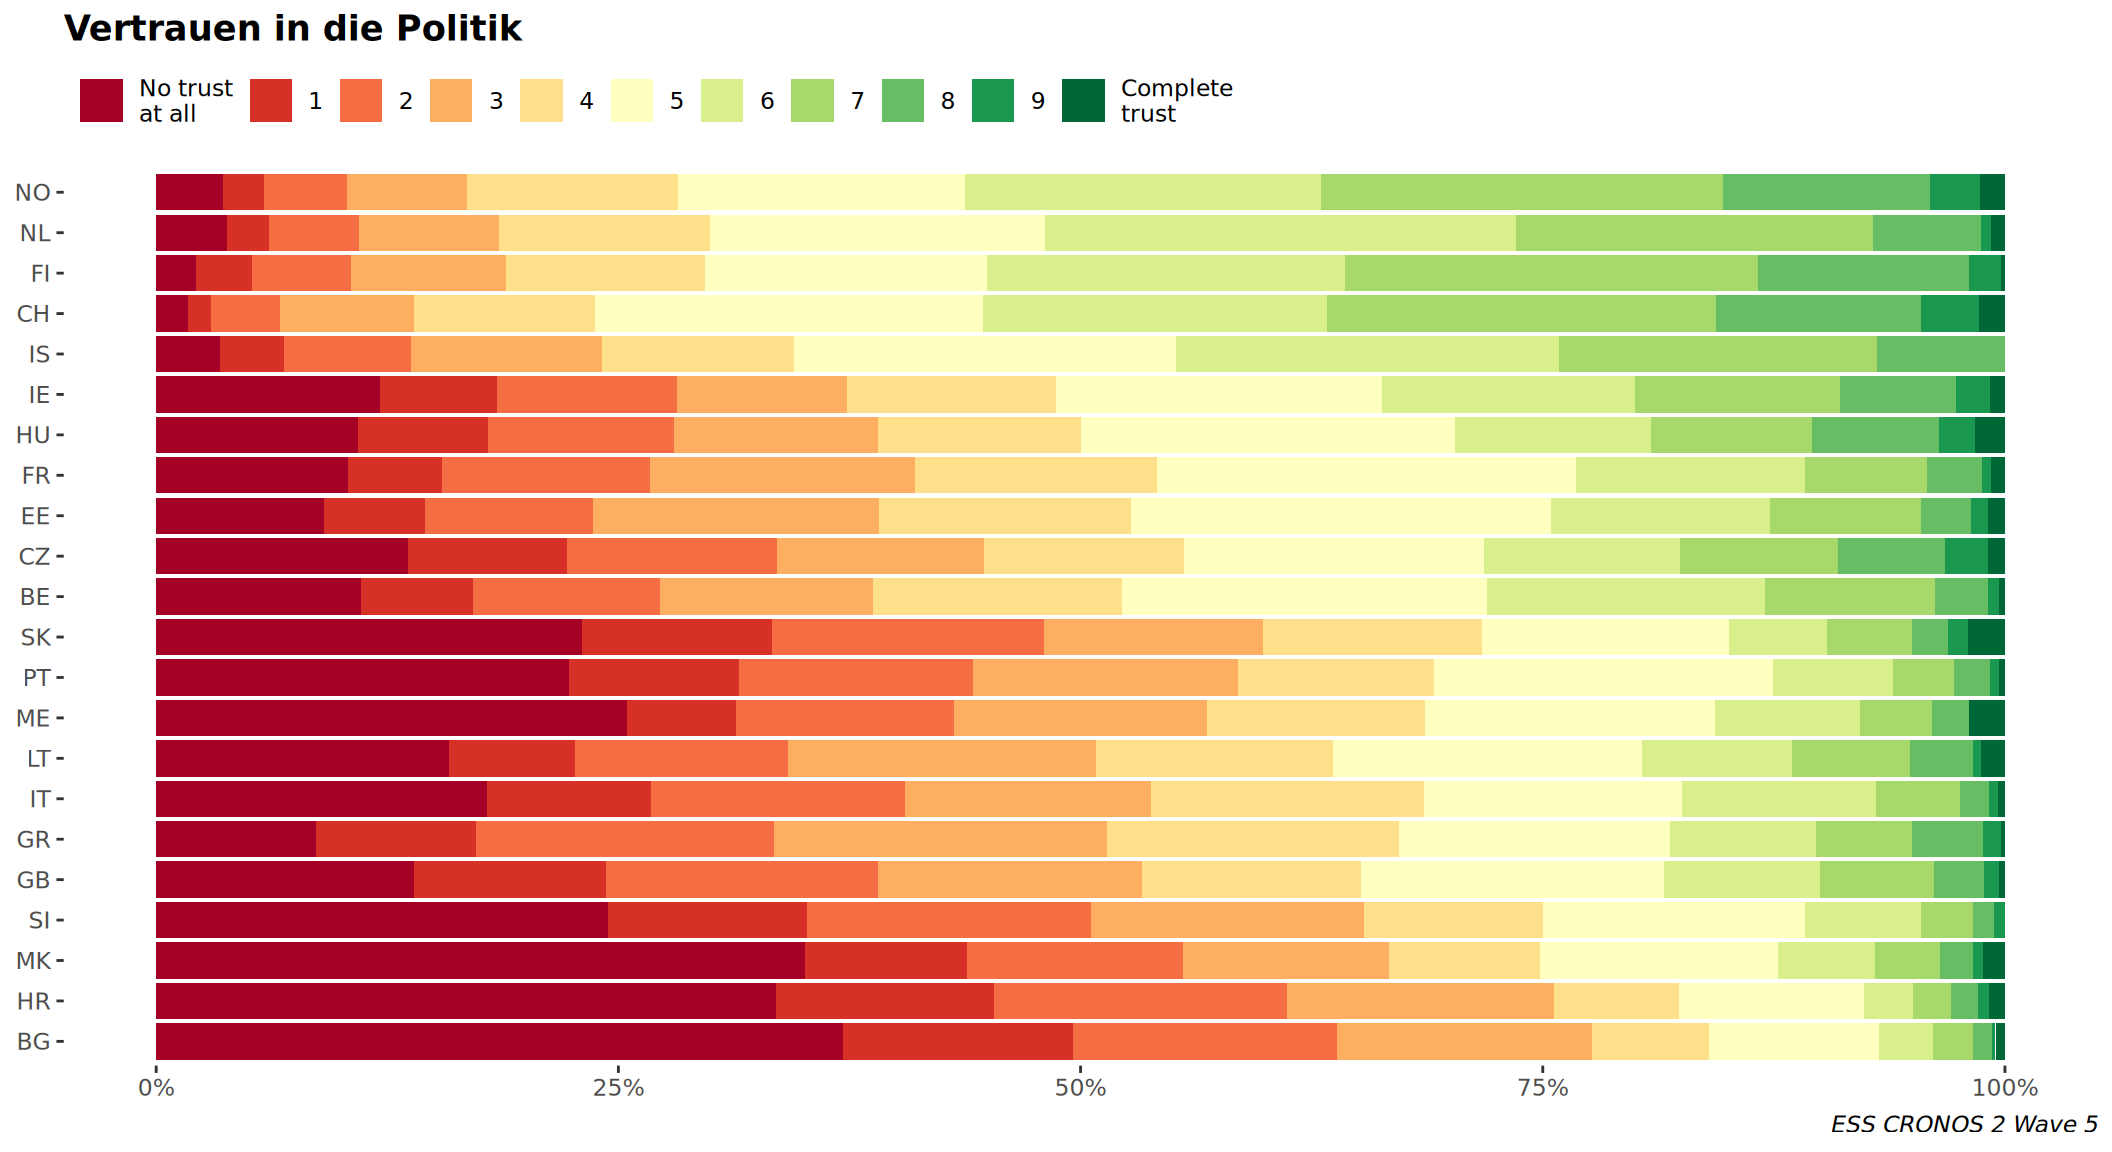 Vertrauen in die Politik
No trust
at all
1
2
3
4
5
6
7
8
9
Complete
trust
NO
NL
FI
CH
IS
IE
HU
FR
EE
CZ
BE
SK
PT
ME
LT
IT
GR
GB
SI
MK
HR
BG
0% 25% 50% 75% 100%
ESS CRONOS 2 Wave 5